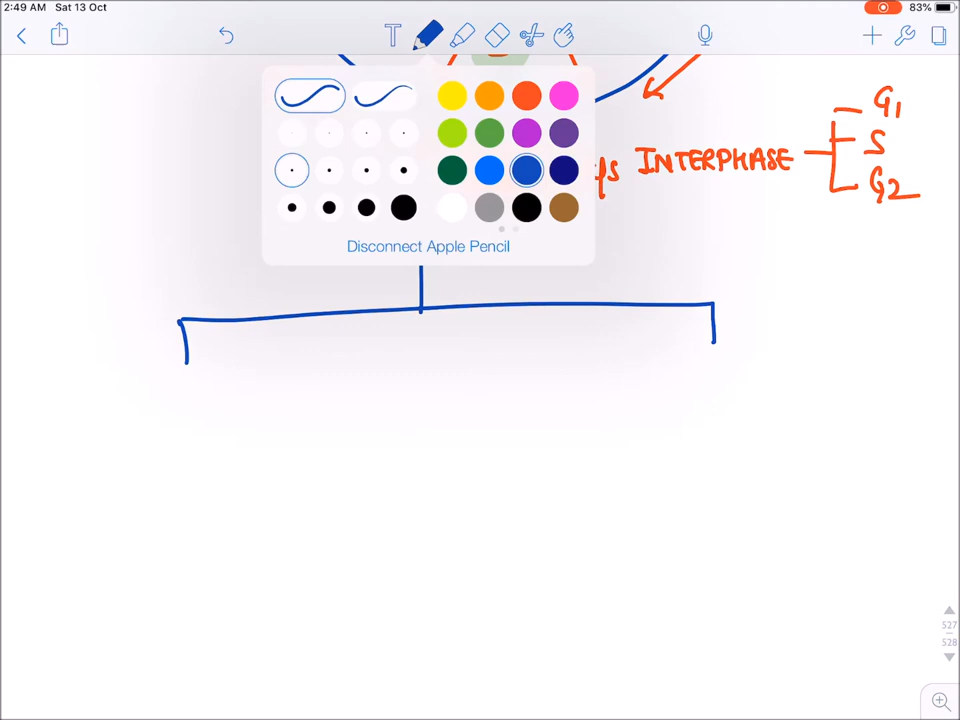 2:49 AM Sat 13 Oct 83%
T
G1
INTERPHASE
S
G2
Disconnect Apple Pencil
527
528